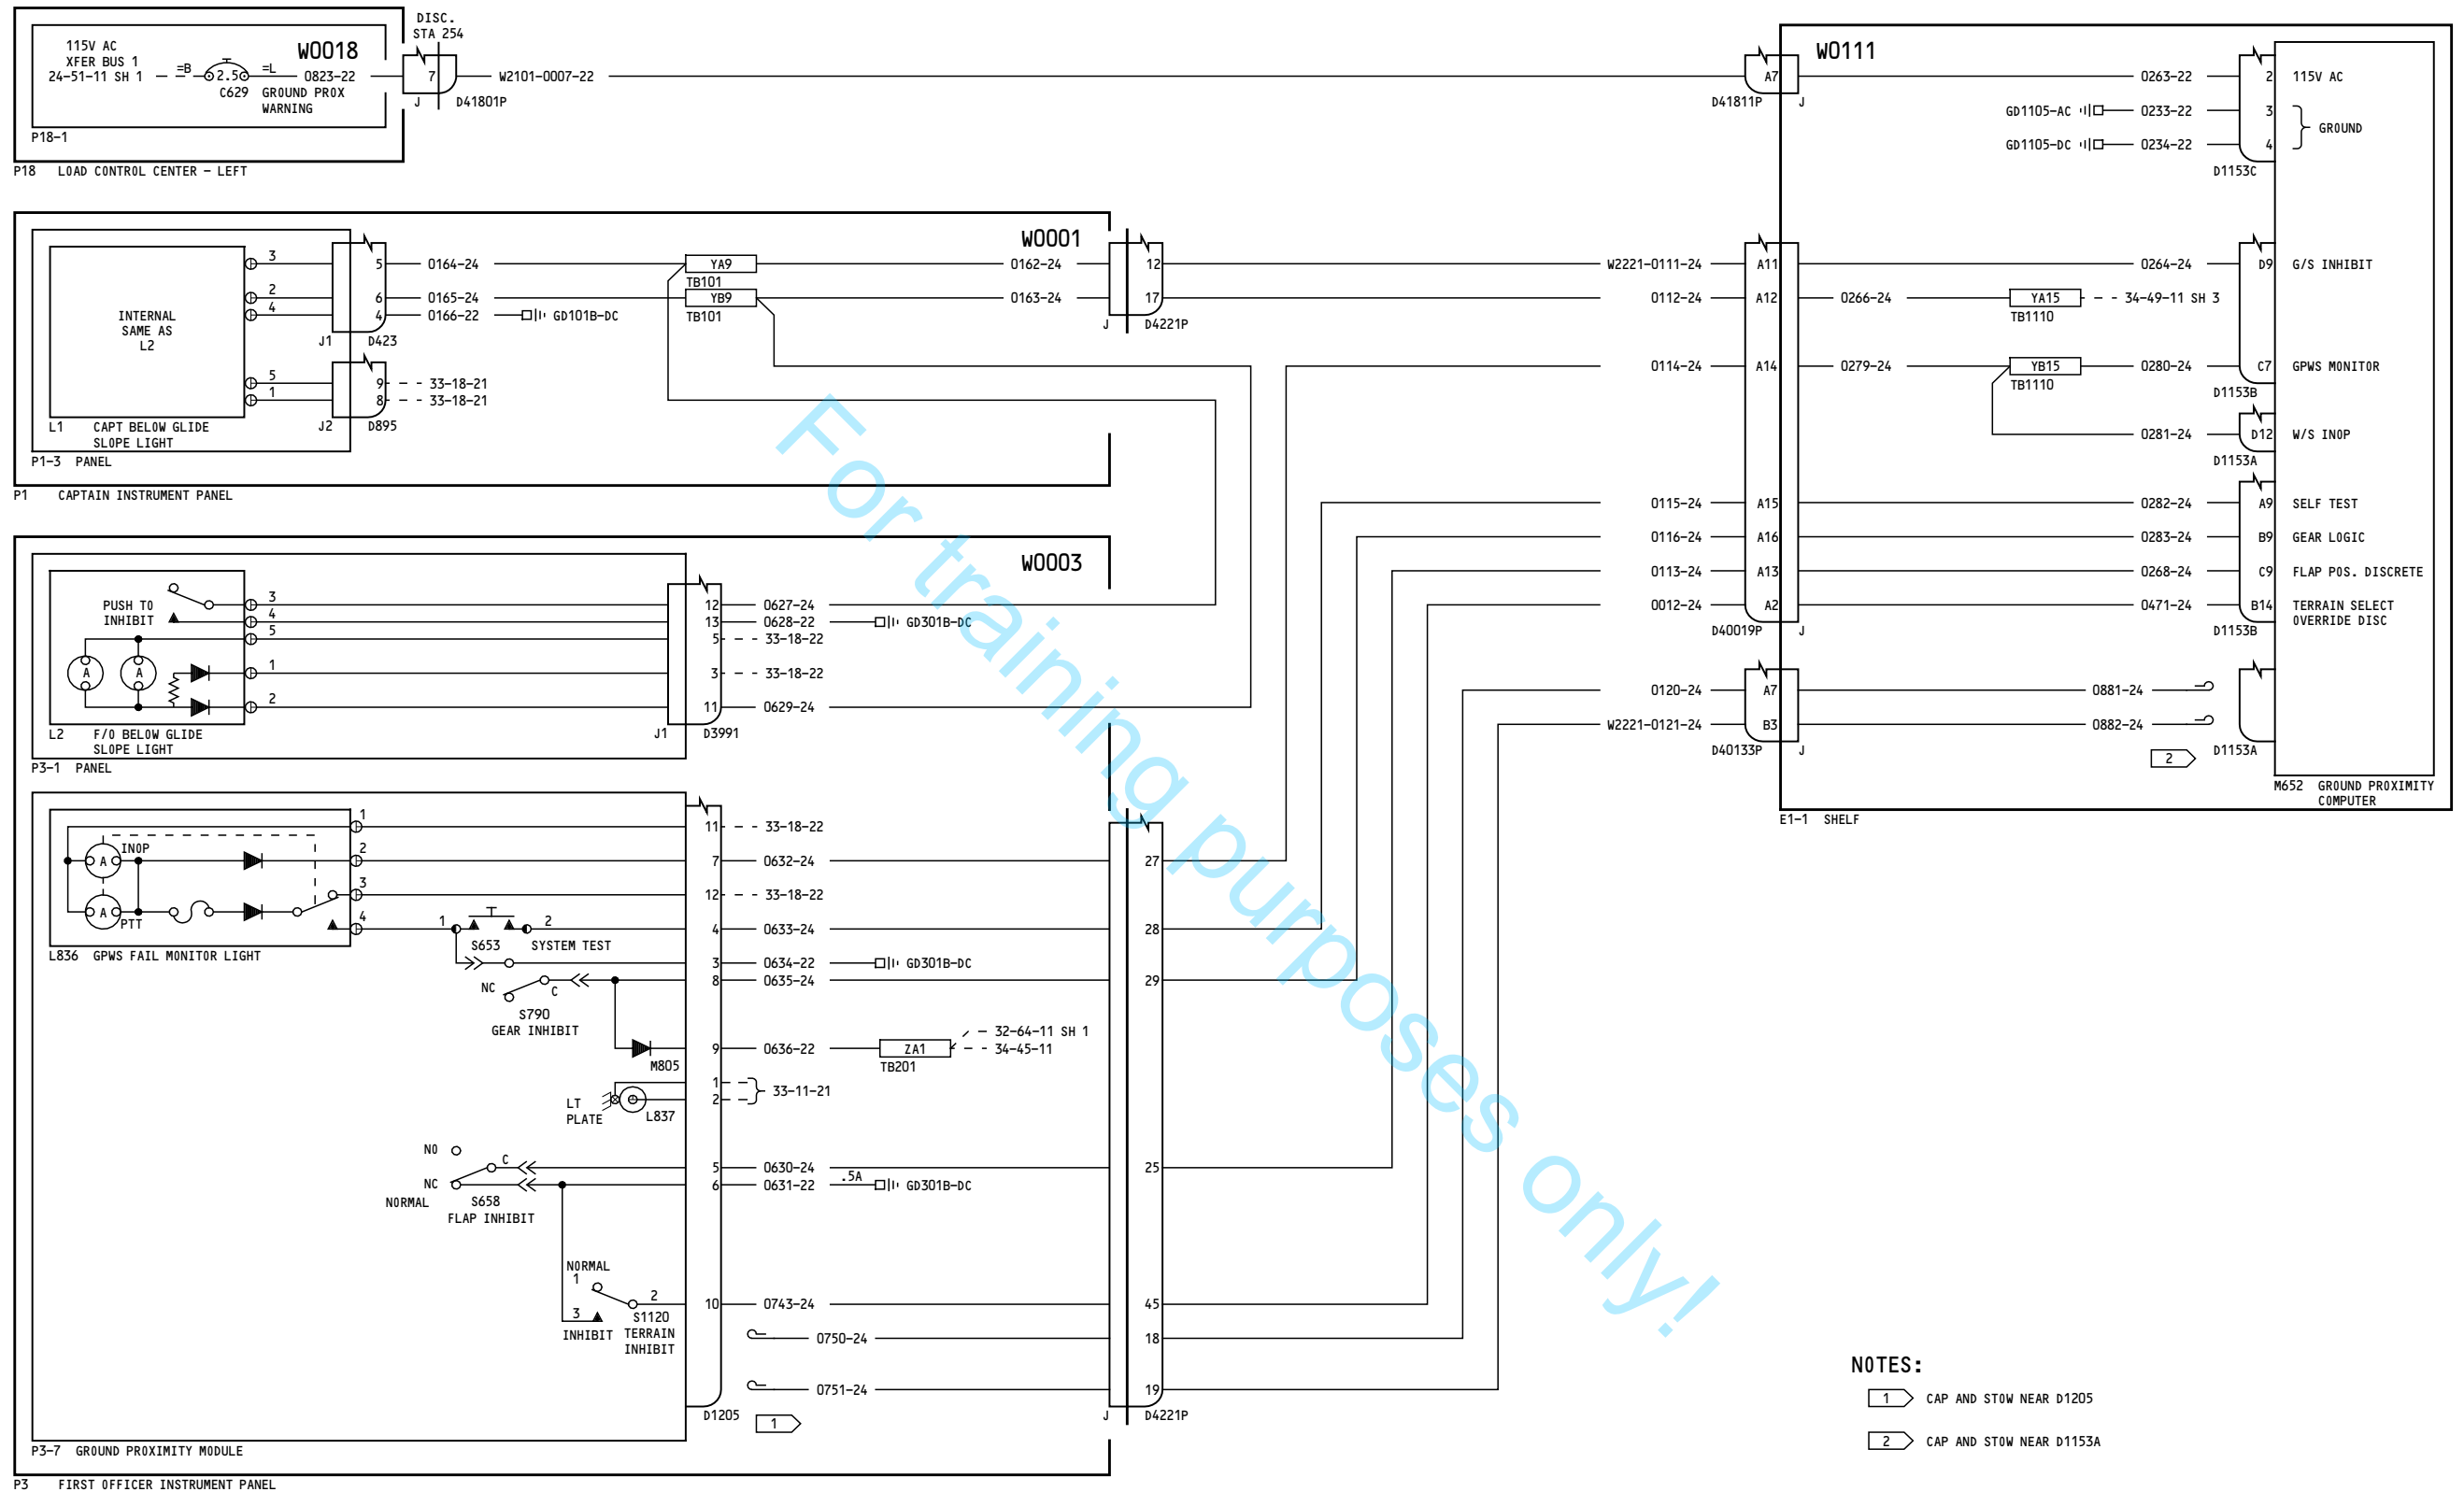 115V AC
XFER BUS 1
24-51-11 SH 1
=B
2.5
=L
C629
W0018
0823-22
GROUND PROX
WARNING
P18-1
P18 LOAD CONTROL CENTER - LEFT
DISC.
STA 254
7
J
D41801P
W2101-0007-22
A7
D41811P
J
W0111
0263-22
2
115V AC
GD1105-AC
0233-22
3
GROUND
GD1105-DC
0234-22
4
D1153C
W0001
INTERNAL
SAME AS
L2
3
2
4
5
1
5
6
4
J1
D423
9
8
J2
D895
33-18-21
33-18-21
L1 CAPT BELOW GLIDE
SLOPE LIGHT
P1-3 PANEL
P1 CAPTAIN INSTRUMENT PANEL
0164-24
0165-24
0166-22
GD101B-DC
YA9
TB101
YB9
TB101
0162-24
0163-24
12
17
J
D4221P
W2221-0111-24
A11
0264-24
D9
G/S INHIBIT
0112-24
A12
0266-24
YA15
TB1110
34-49-11 SH 3
0114-24
A14
0279-24
YB15
TB1110
0280-24
C7
GPWS MONITOR
D1153B
0281-24
D12
W/S INOP
D1153A
0115-24
A15
0282-24
A9
SELF TEST
0116-24
A16
0283-24
B9
GEAR LOGIC
0113-24
A13
0268-24
C9
FLAP POS. DISCRETE
0012-24
A2
0471-24
B14
TERRAIN SELECT
OVERRIDE DISC
D40019P
J
D1153B
0120-24
A7
0881-24
W2221-0121-24
B3
0882-24
D40133P
J
2
D1153A
M652 GROUND PROXIMITY
COMPUTER
E1-1 SHELF
W0003
PUSH TO
INHIBIT
A
A
3
4
5
1
2
L2 F/O BELOW GLIDE
SLOPE LIGHT
P3-1 PANEL
12
13
5
3
11
J1
D3991
0627-24
0628-22
GD301B-DC
33-18-22
33-18-22
0629-24
A
INOP
A
PTT
1
2
3
4
L836 GPWS FAIL MONITOR LIGHT
11
33-18-22
7
0632-24
27
12
33-18-22
1
2
S653
SYSTEM TEST
4
0633-24
28
3
0634-22
GD301B-DC
NC
C
8
0635-24
29
S790
GEAR INHIBIT
M805
9
0636-22
ZA1
TB201
32-64-11 SH 1
34-45-11
LT
PLATE
L837
1
2
33-11-21
NO
C
NC
NORMAL
S658
FLAP INHIBIT
5
0630-24
25
6
0631-22
.5A
GD301B-DC
NORMAL
1
2
3
INHIBIT
S1120
TERRAIN
INHIBIT
10
0743-24
45
0750-24
18
0751-24
19
D1205
1
J
D4221P
P3-7 GROUND PROXIMITY MODULE
P3 FIRST OFFICER INSTRUMENT PANEL
NOTES:
1 CAP AND STOW NEAR D1205
2 CAP AND STOW NEAR D1153A
For training purposes only!